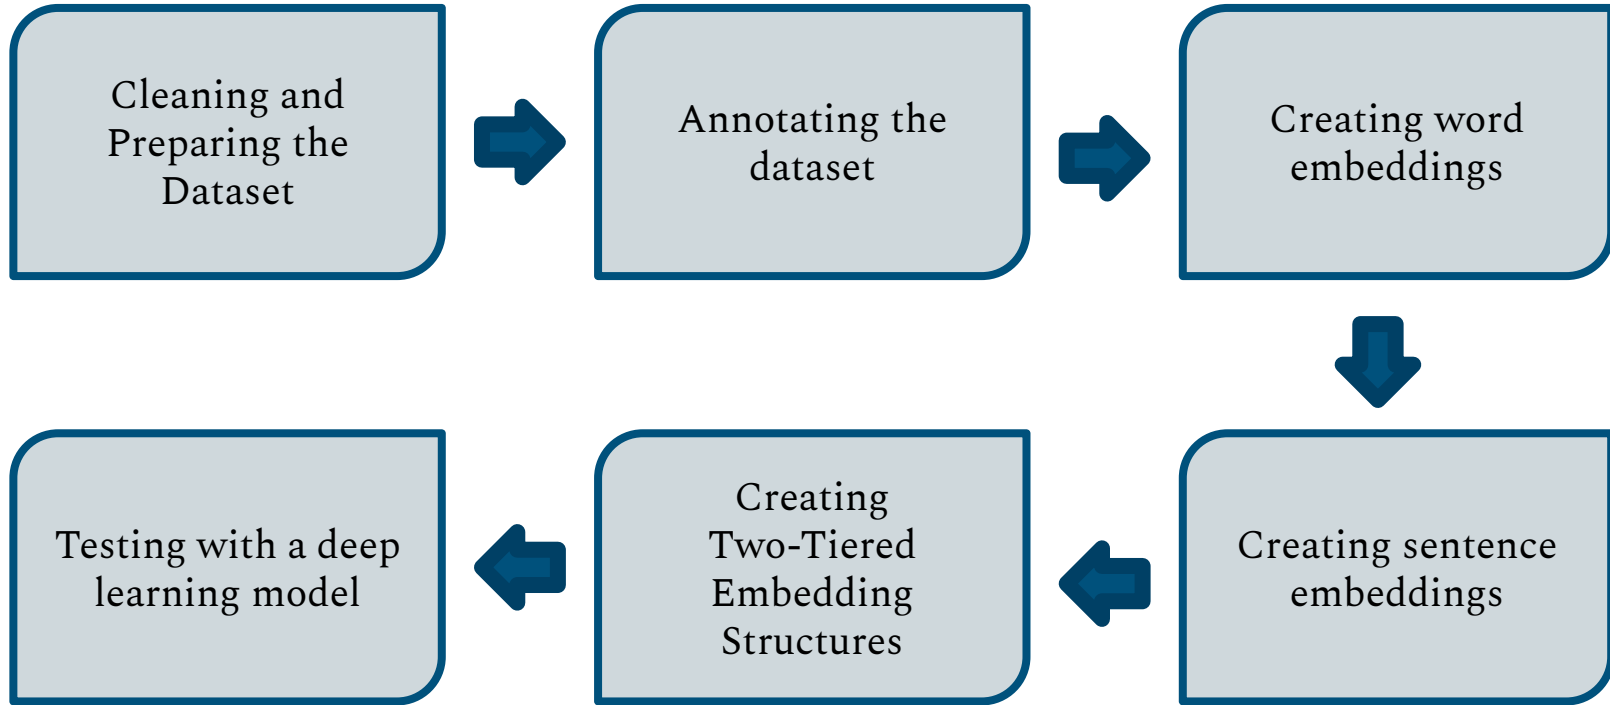 Cleaning and
Preparing the
Dataset
Annotating the
dataset
Creating word
embeddings
Creating sentence
embeddings
Creating
Two-Tiered
Embedding
Structures
Testing with a deep
learning model